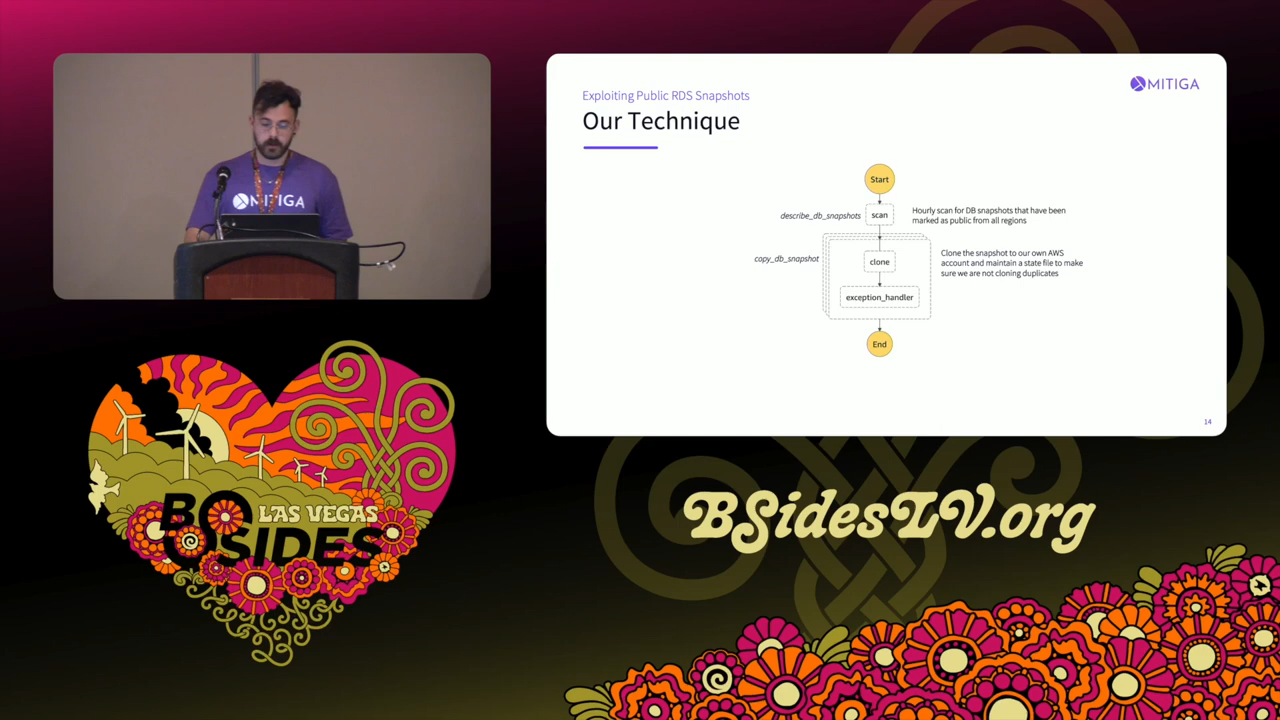 MITIGA
Exploiting Public RDS Snapshots
Our Technique
MITIGA
Start
describe_db_snapshots
scan
Hourly scan for DB snapshots that have been
marked as public from all regions
copy_db_snapshot
clone
Clone the snapshot to our own AWS
account and maintain a state file to make
sure we are not cloning duplicates
exception_handler
End
14
BSIDES
LAS VEGAS
BSidesLV.org